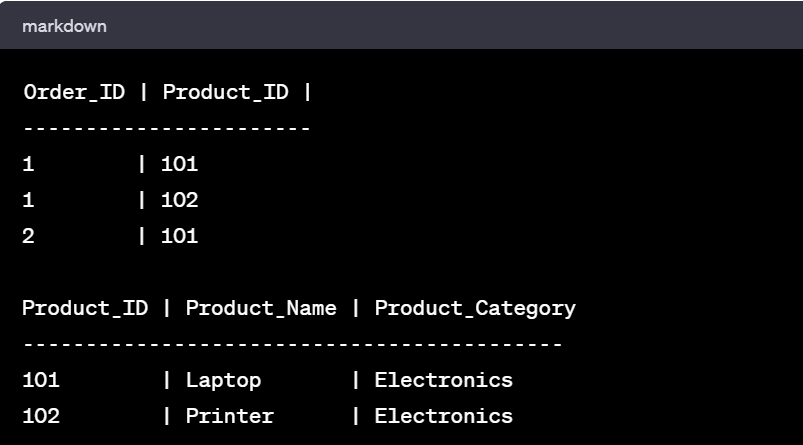 markdown
Order_ID | Product_ID |
-----------------------
1        | 101
1        | 102
2        | 101
Product_ID | Product_Name | Product_Category
-------------------------------------------
101        | Laptop       | Electronics
102        | Printer      | Electronics